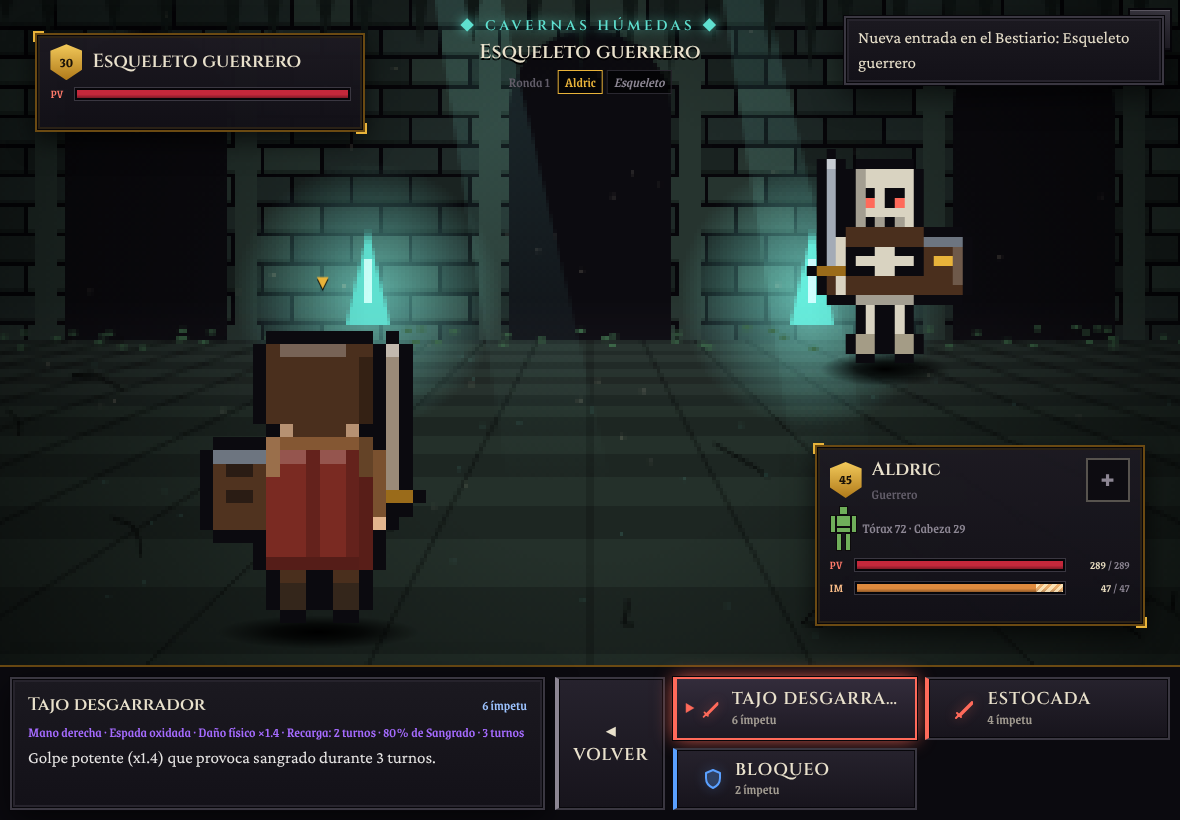 ◆ CAVERNAS HÚMEDAS ◆
ESQUELETO GUERRERO
Ronda 1 Aldric Esqueleto
30 ESQUELETO GUERRERO
PV
Nueva entrada en el Bestiario: Esqueleto
guerrero
45 ALDRIC
Guerrero
+
Tórax 72 · Cabeza 29
PV 289 / 289
IM 47 / 47
TAJO DESGARRADOR 6 ímpetu
Mano derecha · Espada oxidada · Daño físico ×1.4 · Recarga: 2 turnos · 80% de Sangrado · 3 turnos
Golpe potente (x1.4) que provoca sangrado durante 3 turnos.
◀
VOLVER
▶ TAJO DESGARRA…
6 ímpetu
ESTOCADA
4 ímpetu
BLOQUEO
2 ímpetu